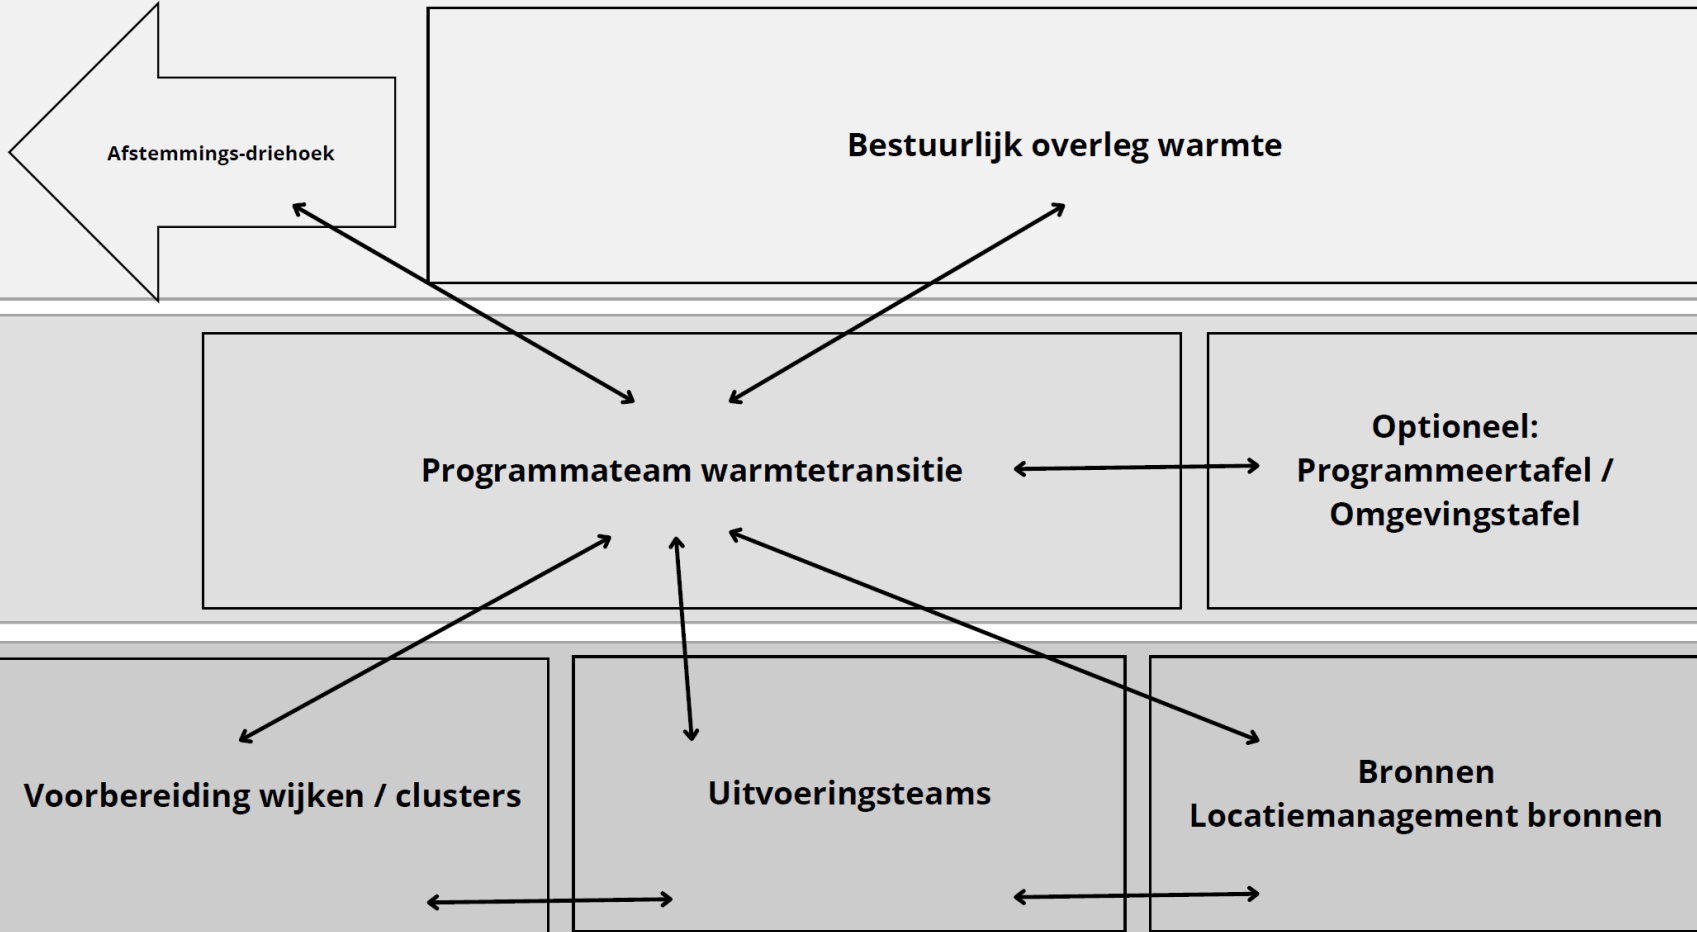 Afstemmings-driehoek
Bestuurlijk overleg warmte
Programmateam warmtetransitie
Optioneel:
Programmeertafel /
Omgevingstafel
Voorbereiding wijken / clusters
Uitvoeringsteams
Bronnen
Locatiemanagement bronnen